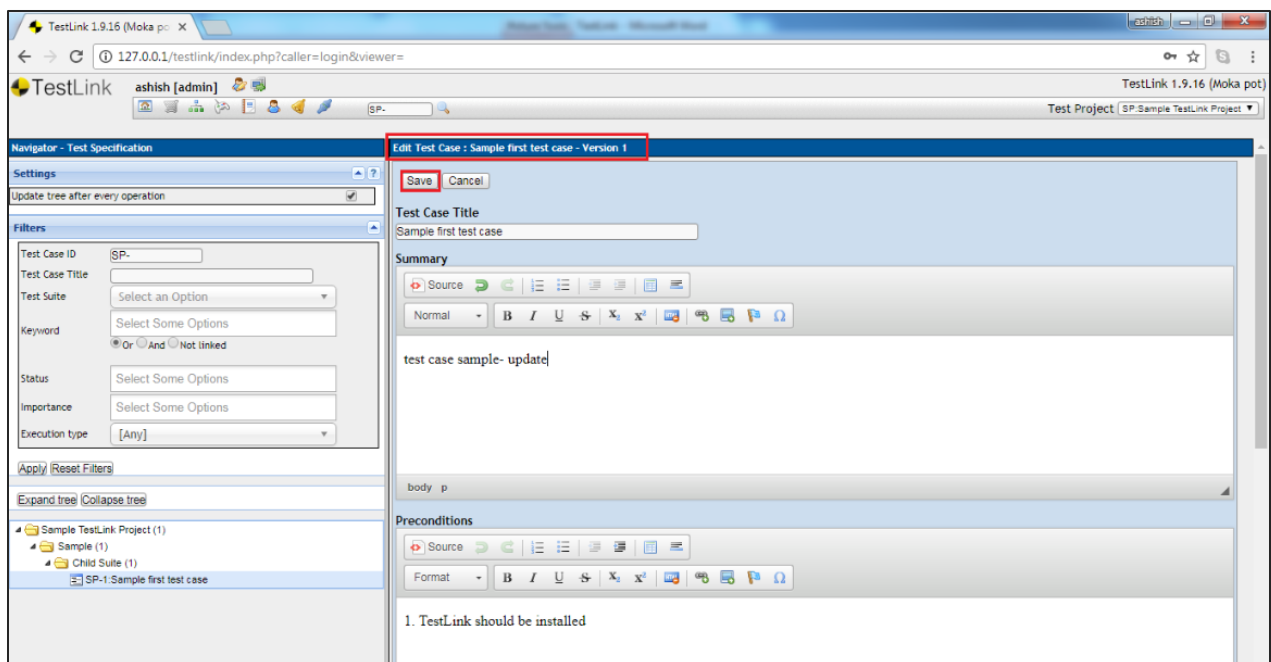 TestLink 1.9.16 (Moka po
ashish
127.0.0.1/testlink/index.php?caller=login&viewer=
TestLink ashish [admin] TestLink 1.9.16 (Moka pot)
SP- Test Project SP:Sample TestLink Project
Navigator - Test Specification
Settings
Update tree after every operation
Filters
Test Case ID SP-
Test Case Title
Test Suite Select an Option
Keyword Select Some Options
Or And Not linked
Status Select Some Options
Importance Select Some Options
Execution type [Any]
Apply Reset Filters
Expand tree Collapse tree
Sample TestLink Project (1)
Sample (1)
Child Suite (1)
SP-1:Sample first test case
Edit Test Case : Sample first test case - Version 1
Save Cancel
Test Case Title
Sample first test case
Summary
Source
Normal B I U S X₂ X² Ω
test case sample- update
body p
Preconditions
Source
Format B I U S X₂ X² Ω
1. TestLink should be installed